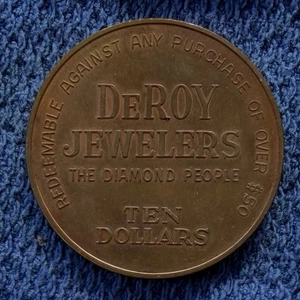 REDEEMABLE AGAINST ANY PURCHASE OF OVER $50
DeROY
JEWELERS
THE DIAMOND PEOPLE
TEN
DOLLARS